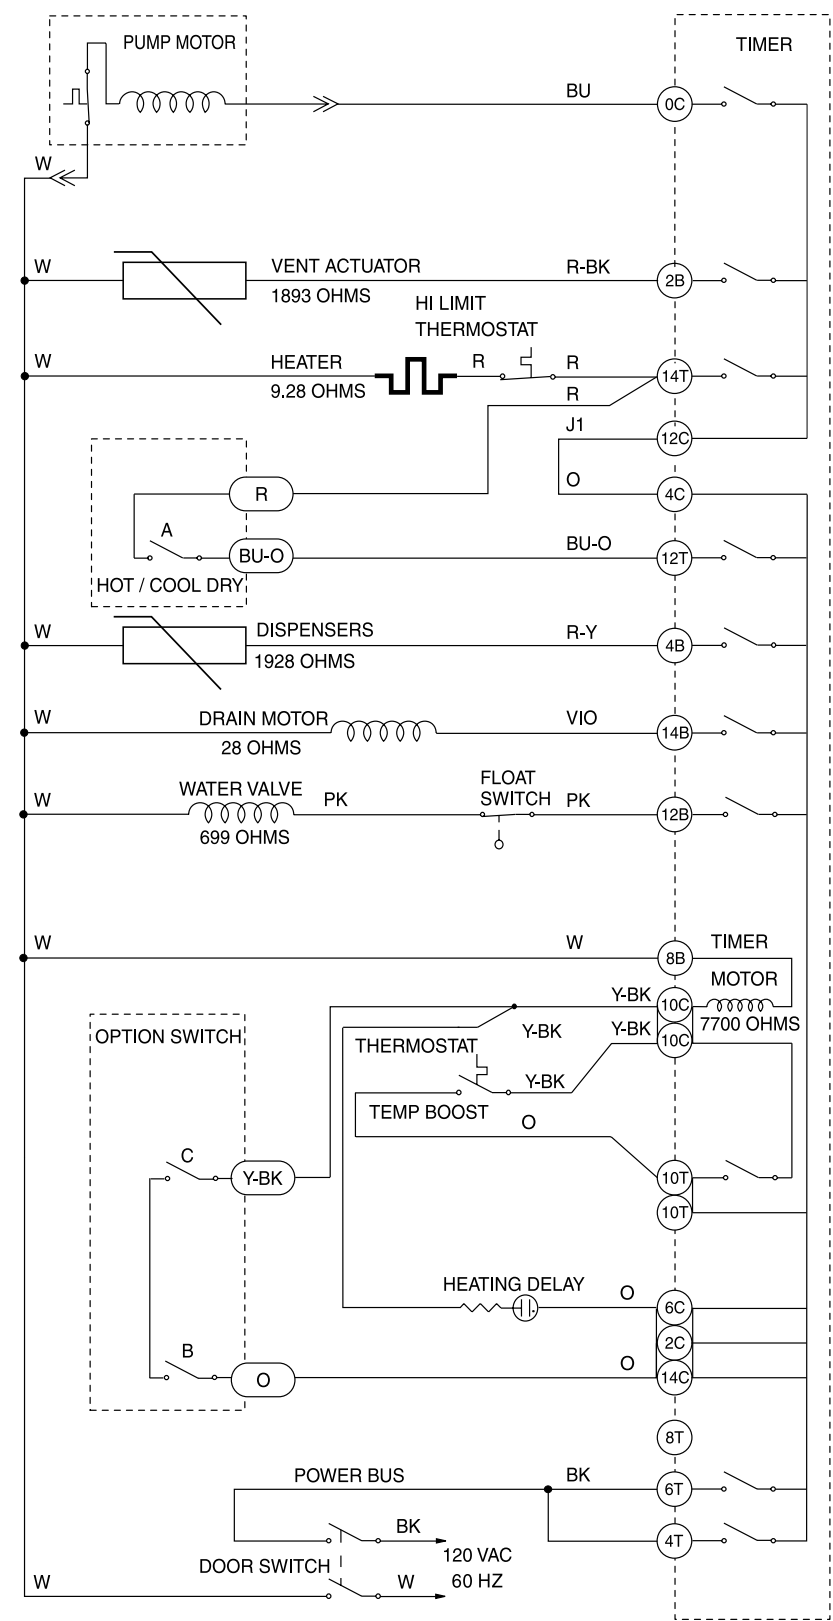 PUMP MOTOR
TIMER
BU
0C
W
W
VENT ACTUATOR
1893 OHMS
R-BK
2B
HI LIMIT
THERMOSTAT
W
HEATER
9.28 OHMS
R
R
14T
R
J1
12C
R
O
4C
A
BU-O
BU-O
12T
HOT / COOL DRY
W
DISPENSERS
1928 OHMS
R-Y
4B
W
DRAIN MOTOR
28 OHMS
VIO
14B
W
WATER VALVE
699 OHMS
PK
FLOAT
SWITCH
PK
12B
W
W
8B
TIMER
MOTOR
7700 OHMS
Y-BK
10C
OPTION SWITCH
THERMOSTAT
Y-BK
Y-BK
10C
Y-BK
TEMP BOOST
O
C
Y-BK
10T
10T
HEATING DELAY
O
6C
2C
B
O
O
14C
8T
POWER BUS
BK
6T
BK
4T
DOOR SWITCH
120 VAC
60 HZ
W
W